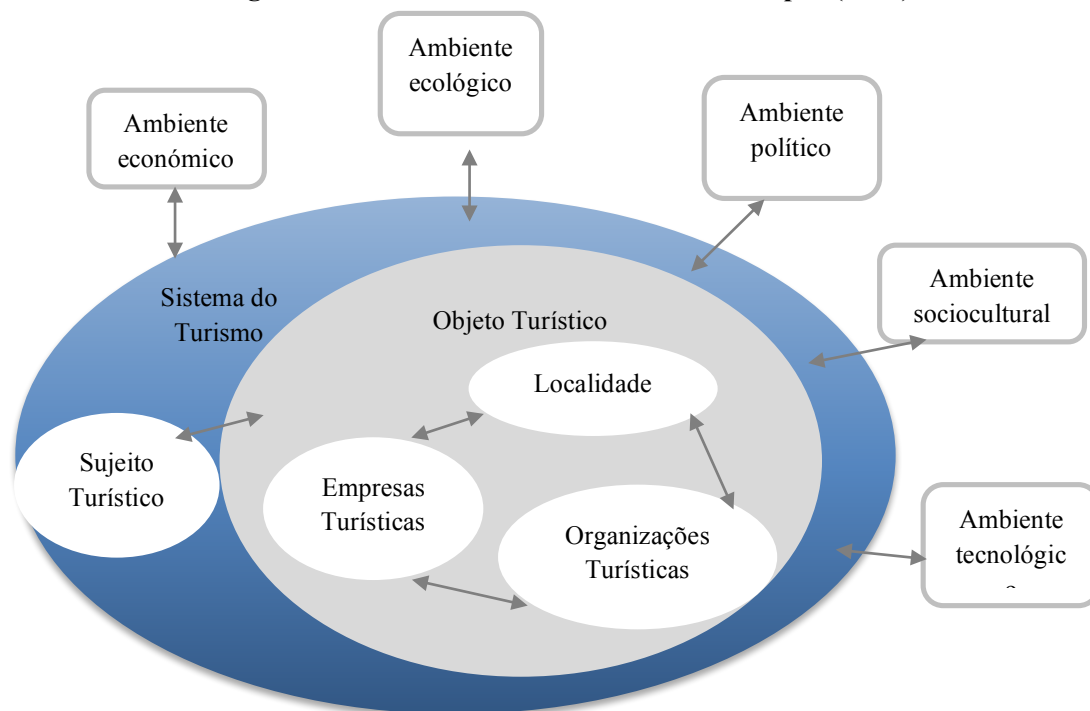 Ambiente
ecológico
Ambiente
económico
Ambiente
político
Ambiente
sociocultural
Sistema do
Turismo
Objeto Turístico
Localidade
Sujeito
Turístico
Empresas
Turísticas
Organizações
Turísticas
Ambiente
tecnológic